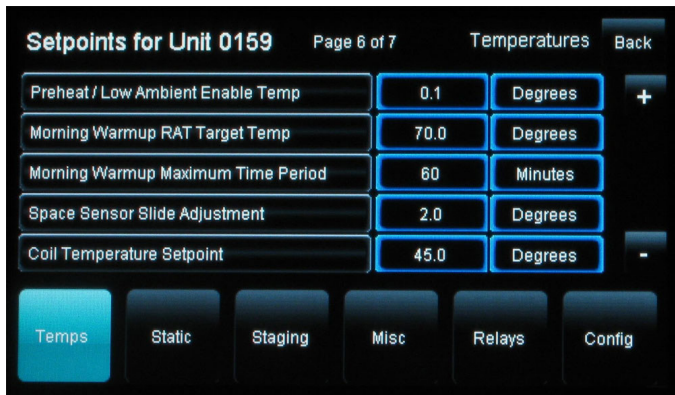 Setpoints for Unit 0159 Page 6 of 7 Temperatures Back
Preheat / Low Ambient Enable Temp 0.1 Degrees +
Morning Warmup RAT Target Temp 70.0 Degrees
Morning Warmup Maximum Time Period 60 Minutes
Space Sensor Slide Adjustment 2.0 Degrees
Coil Temperature Setpoint 45.0 Degrees -
Temps Static Staging Misc Relays Config